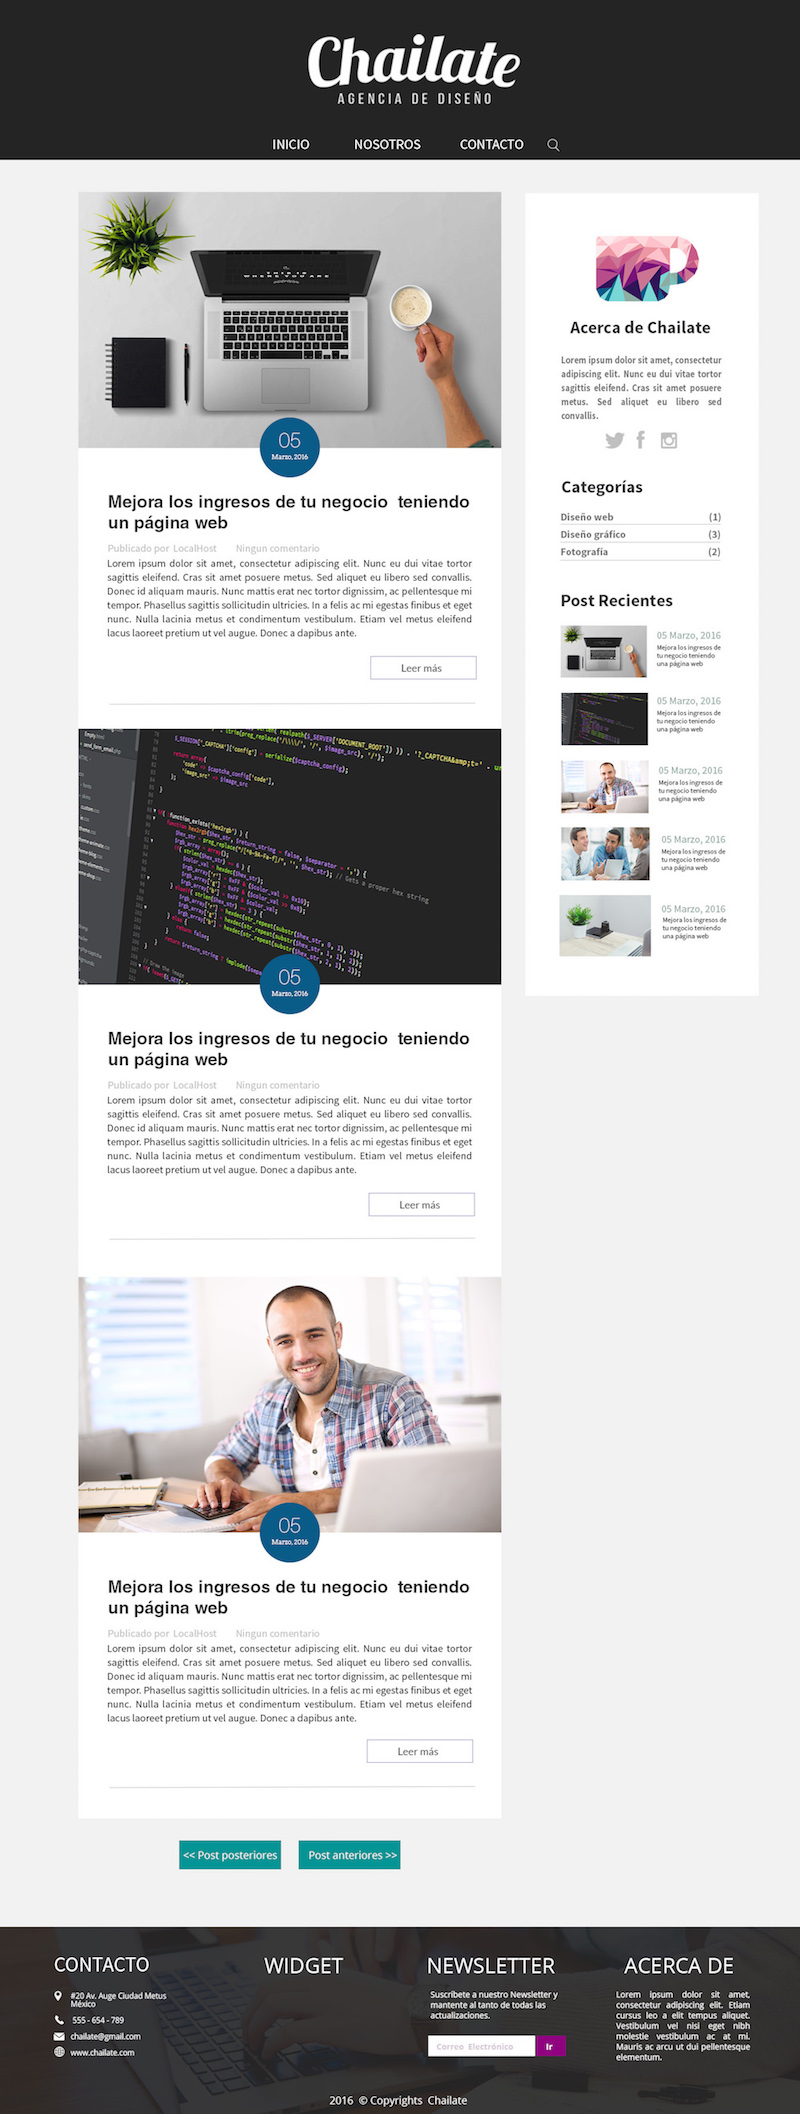 Chailate
AGENCIA DE DISEÑO
INICIO NOSOTROS CONTACTO
THIS IS
WHERE YOU ARE
05
Marzo, 2016
Mejora los ingresos de tu negocio teniendo
un página web
Publicado por LocalHost Ningun comentario
Lorem ipsum dolor sit amet, consectetur adipiscing elit. Nunc eu dui vitae tortor
sagittis eleifend. Cras sit amet posuere metus. Sed aliquet eu libero sed convallis.
Donec id aliquam mauris. Nunc mattis erat nec tortor dignissim, ac pellentesque mi
tempor. Phasellus sagittis sollicitudin ultricies. In a felis ac mi egestas finibus et eget
nunc. Nulla lacinia metus et condimentum vestibulum. Etiam vel metus eleifend
lacus laoreet pretium ut vel augue. Donec a dapibus ante.
Leer más
05
Marzo, 2016
Mejora los ingresos de tu negocio teniendo
un página web
Publicado por LocalHost Ningun comentario
Lorem ipsum dolor sit amet, consectetur adipiscing elit. Nunc eu dui vitae tortor
sagittis eleifend. Cras sit amet posuere metus. Sed aliquet eu libero sed convallis.
Donec id aliquam mauris. Nunc mattis erat nec tortor dignissim, ac pellentesque mi
tempor. Phasellus sagittis sollicitudin ultricies. In a felis ac mi egestas finibus et eget
nunc. Nulla lacinia metus et condimentum vestibulum. Etiam vel metus eleifend
lacus laoreet pretium ut vel augue. Donec a dapibus ante.
Leer más
05
Marzo, 2016
Mejora los ingresos de tu negocio teniendo
un página web
Publicado por LocalHost Ningun comentario
Lorem ipsum dolor sit amet, consectetur adipiscing elit. Nunc eu dui vitae tortor
sagittis eleifend. Cras sit amet posuere metus. Sed aliquet eu libero sed convallis.
Donec id aliquam mauris. Nunc mattis erat nec tortor dignissim, ac pellentesque mi
tempor. Phasellus sagittis sollicitudin ultricies. In a felis ac mi egestas finibus et eget
nunc. Nulla lacinia metus et condimentum vestibulum. Etiam vel metus eleifend
lacus laoreet pretium ut vel augue. Donec a dapibus ante.
Leer más
<< Post posteriores Post anteriores >>
Acerca de Chailate
Lorem ipsum dolor sit amet, consectetur
adipiscing elit. Nunc eu dui vitae tortor
sagittis eleifend. Cras sit amet posuere
metus. Sed aliquet eu libero sed
convallis.
Categorías
Diseño web (1)
Diseño gráfico (3)
Fotografía (2)
Post Recientes
05 Marzo, 2016
Mejora los ingresos de
tu negocio teniendo
una página web
05 Marzo, 2016
Mejora los ingresos de
tu negocio teniendo
una página web
05 Marzo, 2016
Mejora los ingresos de
tu negocio teniendo
una página web
05 Marzo, 2016
Mejora los ingresos de
tu negocio teniendo
una página web
05 Marzo, 2016
Mejora los ingresos de
tu negocio teniendo
una página web
CONTACTO
#20 Av. Auge Ciudad Metus
México
555 - 654 - 789
chailate@gmail.com
www.chailate.com
WIDGET
NEWSLETTER
Suscribete a nuestro Newsletter y
mantente al tanto de todas las
actualizaciones.
Correo Electrónico Ir
ACERCA DE
Lorem ipsum dolor sit amet,
consectetur adipiscing elit. Etiam
cursus leo a elit tempus aliquet.
Vestibulum vel nisi eget nibh
molestie vestibulum ac at mi.
Mauris ac arcu ut dui pellentesque
elementum.
2016 © Copyrights Chailate